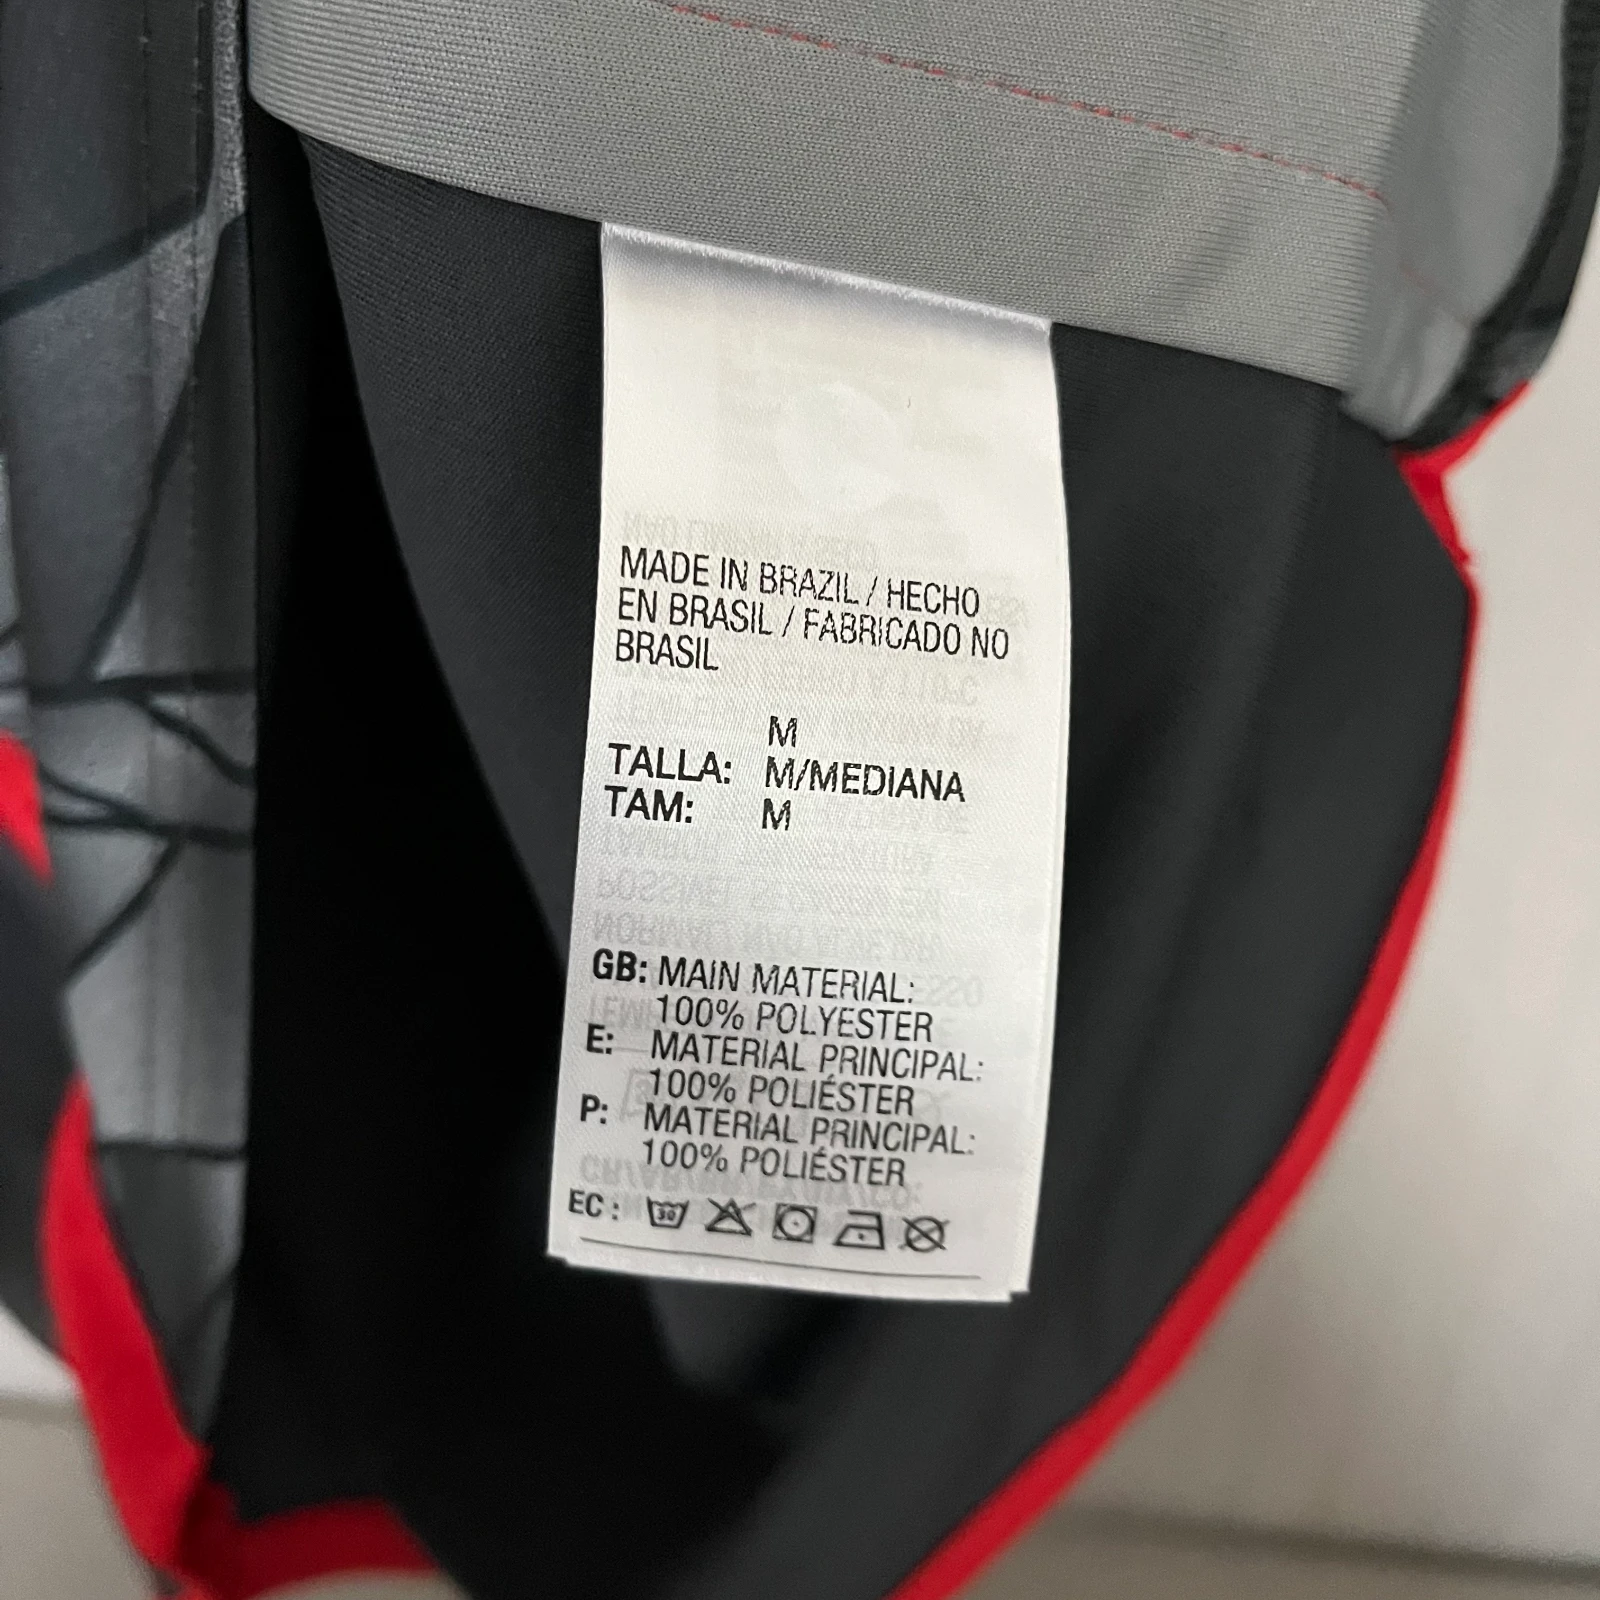 MADE IN BRAZIL / HECHO
EN BRASIL / FABRICADO NO
BRASIL
M
TALLA: M/MEDIANA
TAM: M
GB: MAIN MATERIAL:
100% POLYESTER
E: MATERIAL PRINCIPAL:
100% POLIÉSTER
P: MATERIAL PRINCIPAL:
100% POLIÉSTER
EC : 30